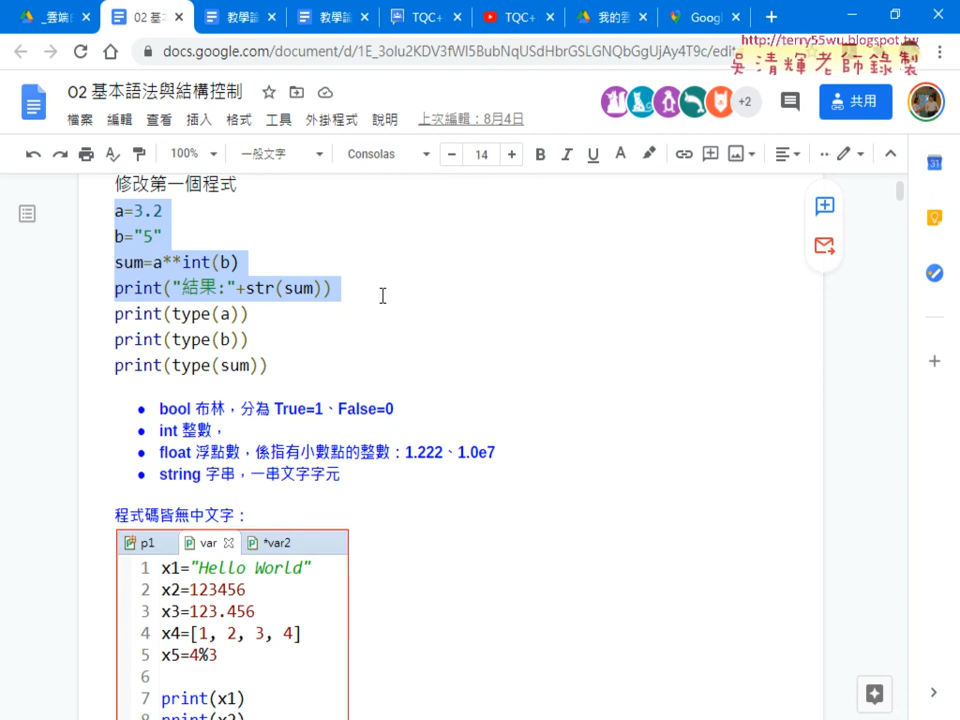 _雲端
02 基
教學
教學
TQC+
TQC+
我的雲
Goog
docs.google.com/document/d/1E_3olu2KDV3fWI5BubNqUSdHbrGSLGNQbGgUjAy4T9c/edi
http://terry55wu.blogspot.tw
吳清輝老師錄製
02 基本語法與結構控制
+2
共用
檔案 編輯 查看 插入 格式 工具 外掛程式 說明 上次編輯：8月4日
100% 一般文字 Consolas 14 B I U A
31
修改第一個程式
a=3.2
b="5"
sum=a**int(b)
print("結果:"+str(sum))
print(type(a))
print(type(b))
print(type(sum))
● bool 布林，分為 True=1、False=0
● int 整數，
● float 浮點數，係指有小數點的整數：1.222、1.0e7
● string 字串，一串文字字元
程式碼皆無中文字：
p1 var *var2
1 x1="Hello World"
2 x2=123456
3 x3=123.456
4 x4=[1, 2, 3, 4]
5 x5=4%3
6
7 print(x1)
8 print(x2)